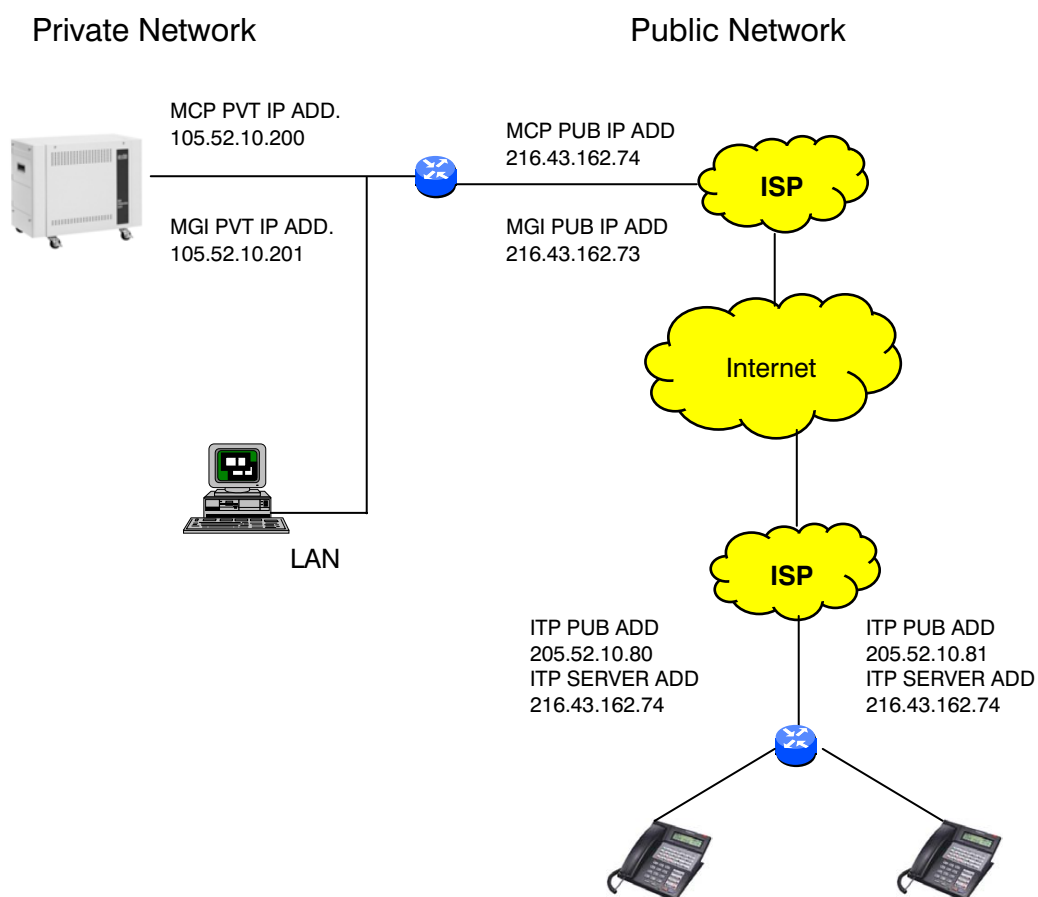 Private Network
Public Network
MCP PVT IP ADD.
105.52.10.200
MCP PUB IP ADD
216.43.162.74
ISP
MGI PVT IP ADD.
105.52.10.201
MGI PUB IP ADD
216.43.162.73
Internet
LAN
ISP
ITP PUB ADD
205.52.10.80
ITP SERVER ADD
216.43.162.74
ITP PUB ADD
205.52.10.81
ITP SERVER ADD
216.43.162.74